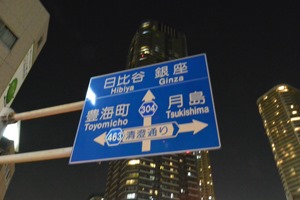 日比谷 銀座
Hibiya Ginza
304
豊海町 月島
Toyomicho Tsukishima
463 清澄通り